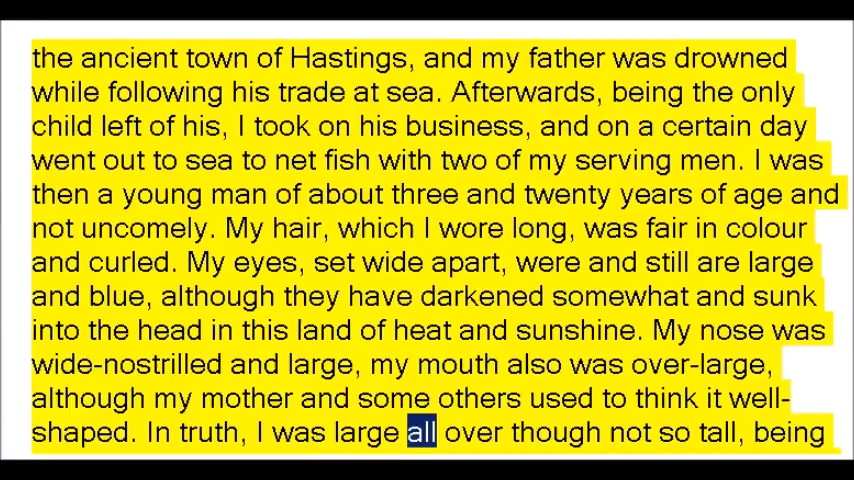 the ancient town of Hastings, and my father was drowned
while following his trade at sea. Afterwards, being the only
child left of his, I took on his business, and on a certain day
went out to sea to net fish with two of my serving men. I was
then a young man of about three and twenty years of age and
not uncomely. My hair, which I wore long, was fair in colour
and curled. My eyes, set wide apart, were and still are large
and blue, although they have darkened somewhat and sunk
into the head in this land of heat and sunshine. My nose was
wide-nostrilled and large, my mouth also was over-large,
although my mother and some others used to think it well-
shaped. In truth, I was large all over though not so tall, being